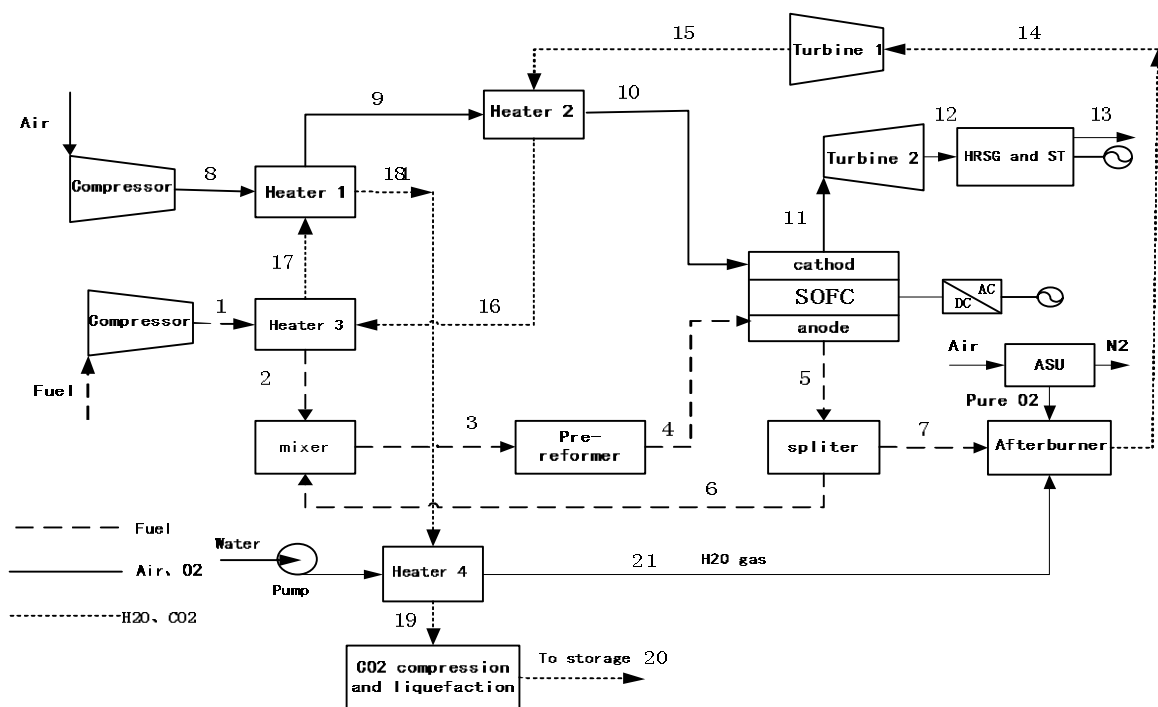 15
14
Turbine 1
9
Heater 2
10
12
13
Air
Turbine 2
HRSG and ST
8
Compressor
Heater 1
11
17
cathod
SOFC
anode
AC
DC
1
Compressor
Heater 3
16
Air
N2
ASU
Fuel
2
5
Pure O2
mixer
3
Pre-
reformer
4
spliter
7
Afterburner
6
Fuel
Water
Air、O2
Pump
Heater 4
21
H2O gas
H2O、CO2
19
CO2 compression
and liquefaction
To storage
20